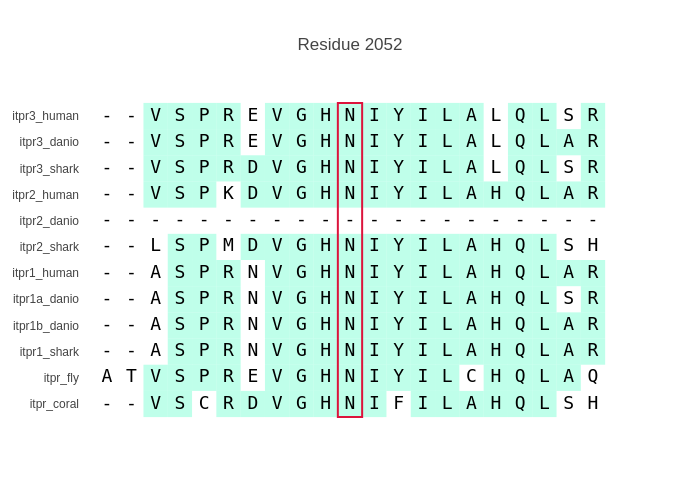 Residue 2052
itpr3_human - - V S P R E V G H N I Y I L A L Q L S R
itpr3_danio - - V S P R E V G H N I Y I L A L Q L A R
itpr3_shark - - V S P R D V G H N I Y I L A L Q L S R
itpr2_human - - V S P K D V G H N I Y I L A H Q L A R
itpr2_danio - - - - - - - - - - - - - - - - - - - - -
itpr2_shark - - L S P M D V G H N I Y I L A H Q L S H
itpr1_human - - A S P R N V G H N I Y I L A H Q L A R
itpr1a_danio - - A S P R N V G H N I Y I L A H Q L S R
itpr1b_danio - - A S P R N V G H N I Y I L A H Q L A R
itpr1_shark - - A S P R N V G H N I Y I L A H Q L A R
itpr_fly A T V S P R E V G H N I Y I L C H Q L A Q
itpr_coral - - V S C R D V G H N I F I L A H Q L S H